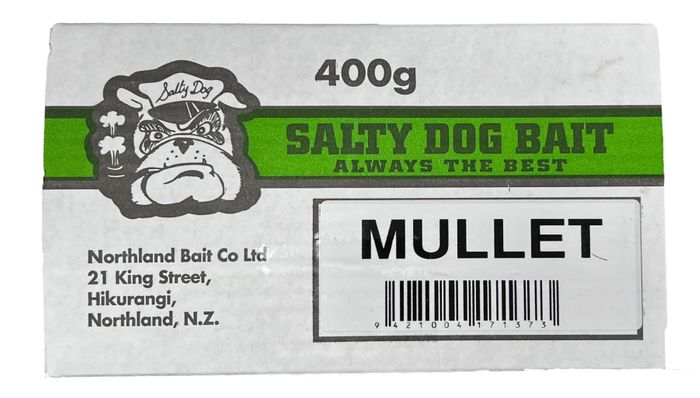 Salty Dog
400g
SALTY DOG BAIT
ALWAYS THE BEST
MULLET
9 421004 171373
Northland Bait Co Ltd
21 King Street,
Hikurangi,
Northland, N.Z.